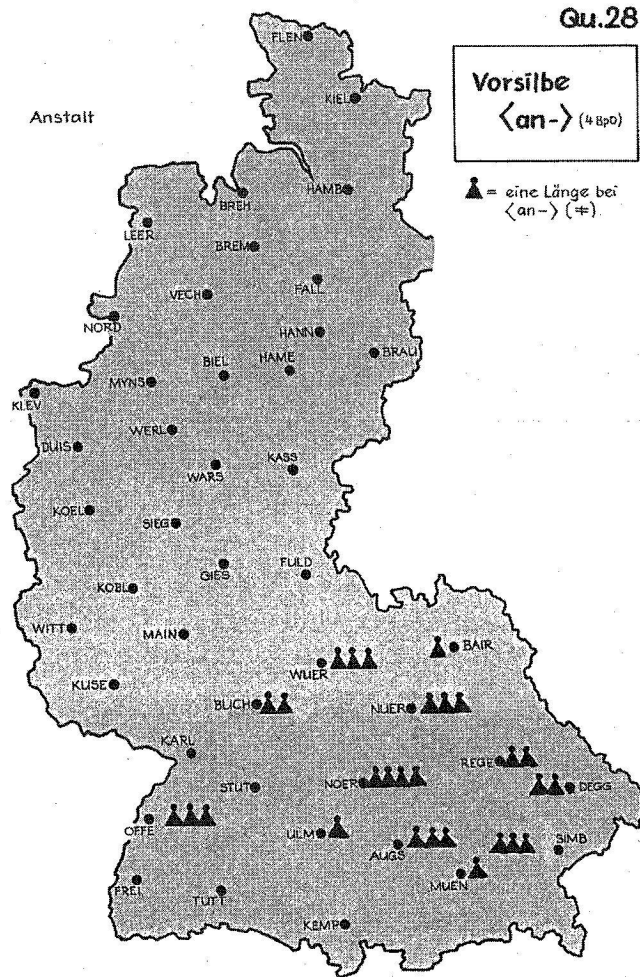 Qu.28
FLEN
Vorsilbe
<an-> (4 BpO)
KIEL
Anstalt
= eine Länge bei
<an-> (≠)
HAMB
BREH
LEER
BREM
FALL
VECH
NORD
HANN
BRAU
BIEL
HAME
MYNS
KLEV
WERL
DUIS
WARS
KASS
KOEL
SIEG
GIES
FULD
KOBL
WITT
MAIN
BAIR
WUER
KUSE
BUCH
NUER
KARL
REGE
STUT
NOER
DEGG
OFFE
ULM
AUGS
SIMB
MUEN
FREI
TUTT
KEMP